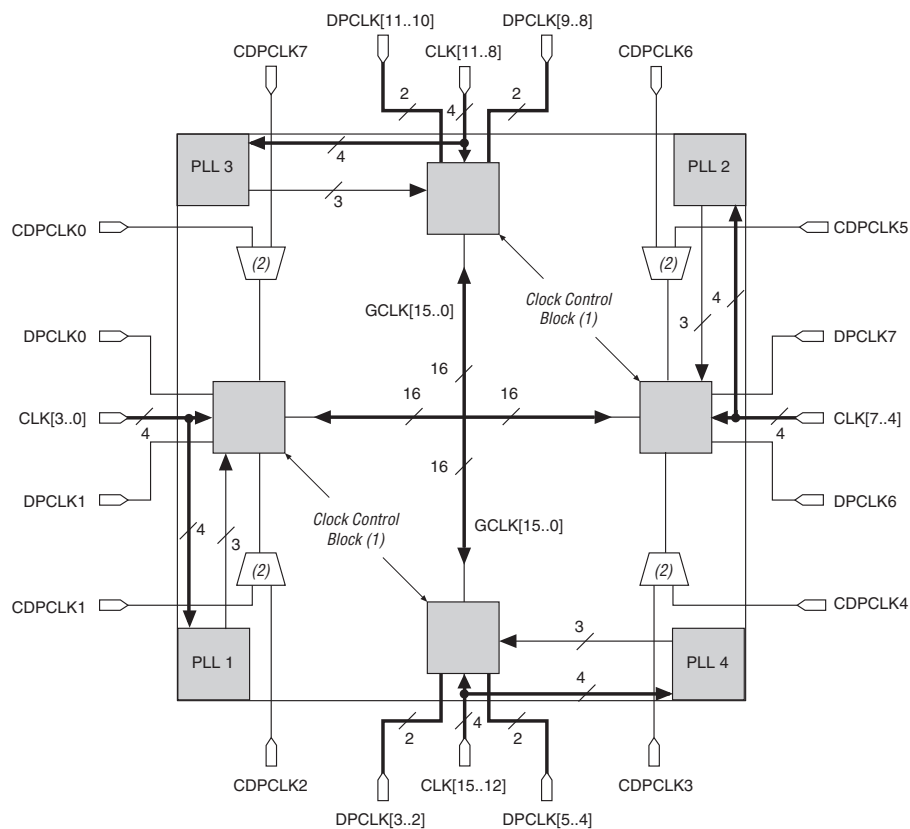 DPCLK[11..10]
DPCLK[9..8]
CDPCLK7
CLK[11..8]
CDPCLK6
2
4
2
4
PLL 3
PLL 2
3
CDPCLK0
CDPCLK5
(2)
(2)
GCLK[15..0]
Clock Control
Block (1)
4
3
DPCLK0
DPCLK7
16
16
16
CLK[3..0]
CLK[7..4]
4
4
16
DPCLK1
DPCLK6
4
3
Clock Control
Block (1)
GCLK[15..0]
(2)
(2)
CDPCLK1
CDPCLK4
3
PLL 1
PLL 4
4
2
4
2
CDPCLK2
CLK[15..12]
CDPCLK3
DPCLK[3..2]
DPCLK[5..4]